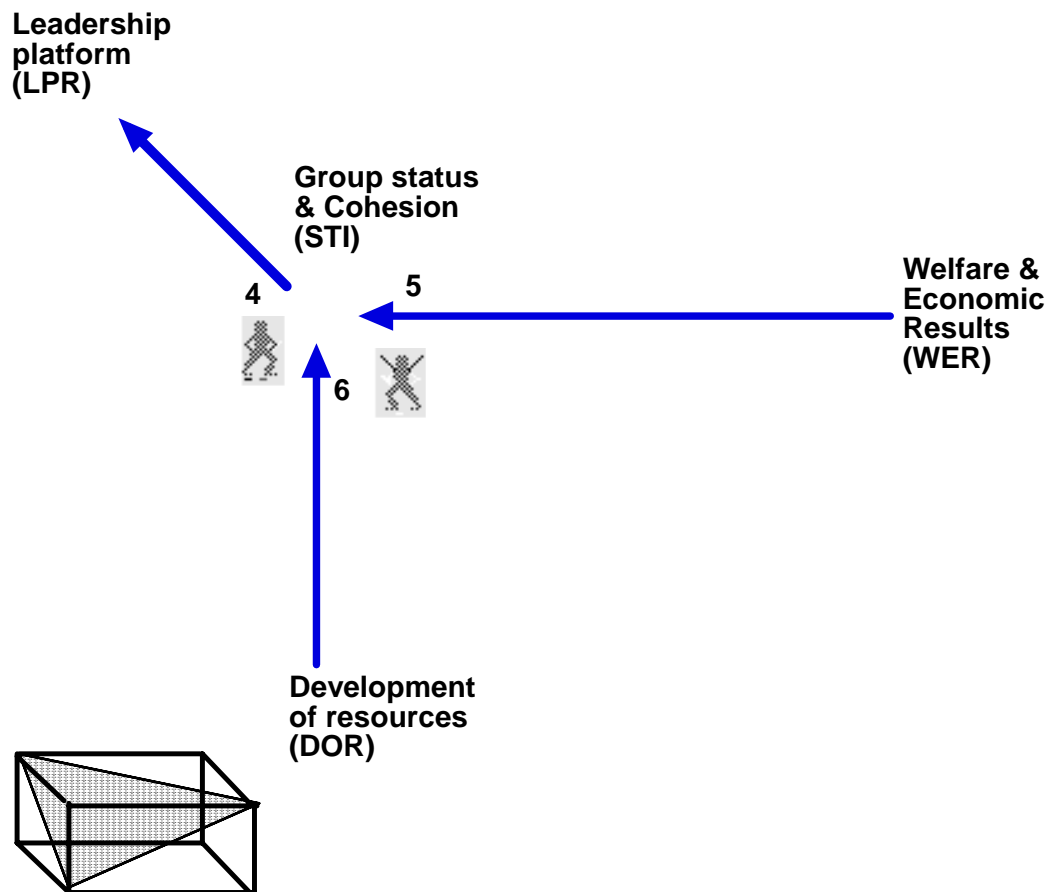 Leadership
platform
(LPR)
Group status
& Cohesion
(STI)
4
5
Welfare &
Economic
Results
(WER)
6
Development
of resources
(DOR)